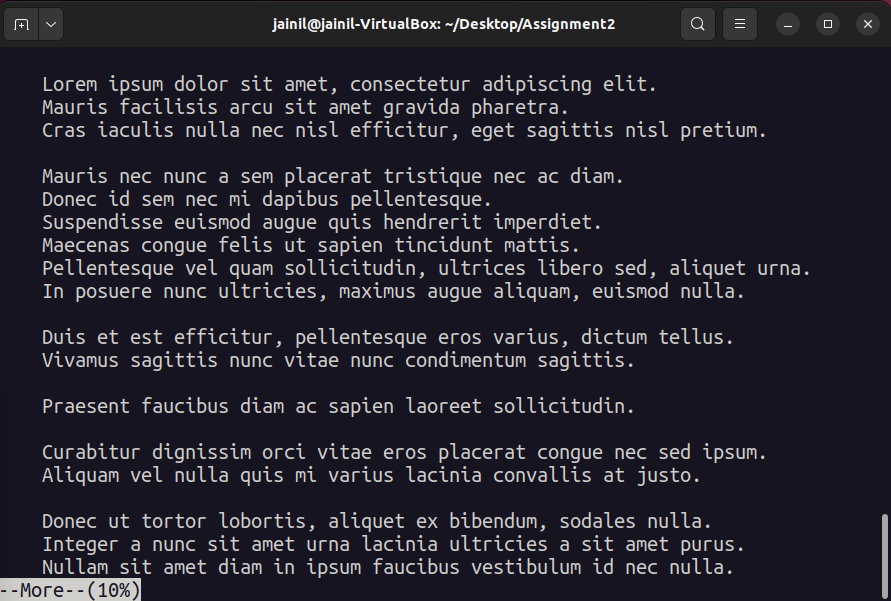 jainil@jainil-VirtualBox: ~/Desktop/Assignment2
Lorem ipsum dolor sit amet, consectetur adipiscing elit.
Mauris facilisis arcu sit amet gravida pharetra.
Cras iaculis nulla nec nisl efficitur, eget sagittis nisl pretium.
Mauris nec nunc a sem placerat tristique nec ac diam.
Donec id sem nec mi dapibus pellentesque.
Suspendisse euismod augue quis hendrerit imperdiet.
Maecenas congue felis ut sapien tincidunt mattis.
Pellentesque vel quam sollicitudin, ultrices libero sed, aliquet urna.
In posuere nunc ultricies, maximus augue aliquam, euismod nulla.
Duis et est efficitur, pellentesque eros varius, dictum tellus.
Vivamus sagittis nunc vitae nunc condimentum sagittis.
Praesent faucibus diam ac sapien laoreet sollicitudin.
Curabitur dignissim orci vitae eros placerat congue nec sed ipsum.
Aliquam vel nulla quis mi varius lacinia convallis at justo.
Donec ut tortor lobortis, aliquet ex bibendum, sodales nulla.
Integer a nunc sit amet urna lacinia ultricies a sit amet purus.
Nullam sit amet diam in ipsum faucibus vestibulum id nec nulla.
--More--(10%)